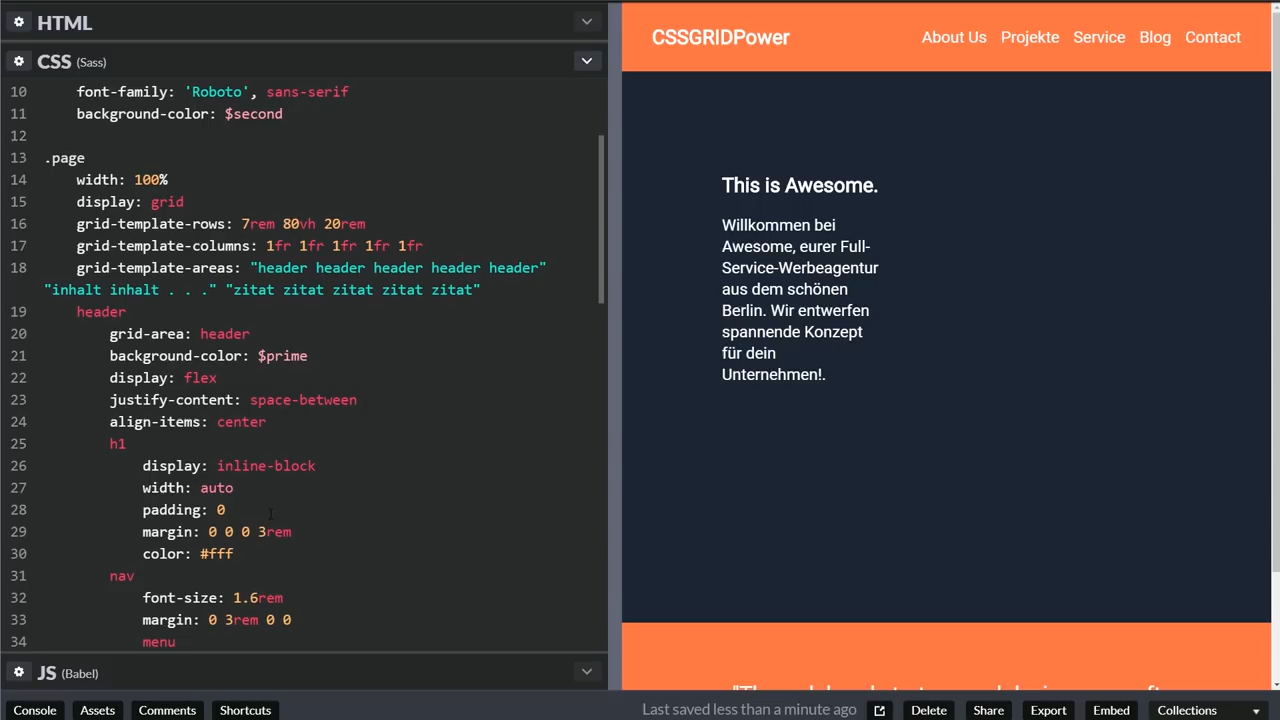 HTML
CSS (Sass)
10 font-family: 'Roboto', sans-serif
11 background-color: $second
12
13 .page
14 width: 100%
15 display: grid
16 grid-template-rows: 7rem 80vh 20rem
17 grid-template-columns: 1fr 1fr 1fr 1fr 1fr
18 grid-template-areas: "header header header header header"
"inhalt inhalt . . ." "zitat zitat zitat zitat zitat"
19 header
20 grid-area: header
21 background-color: $prime
22 display: flex
23 justify-content: space-between
24 align-items: center
25 h1
26 display: inline-block
27 width: auto
28 padding: 0
29 margin: 0 0 0 3rem
30 color: #fff
31 nav
32 font-size: 1.6rem
33 margin: 0 3rem 0 0
34 menu
JS (Babel)
CSSGRIDPower About Us Projekte Service Blog Contact
This is Awesome.
Willkommen bei
Awesome, eurer Full-
Service-Werbeagentur
aus dem schönen
Berlin. Wir entwerfen
spannende Konzept
für dein
Unternehmen!.
Console Assets Comments Shortcuts Last saved less than a minute ago Delete Share Export Embed Collections